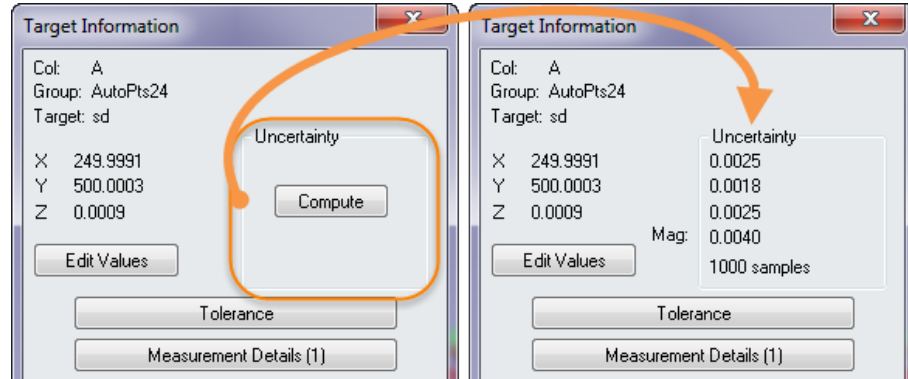 Target Information
Col: A
Group: AutoPts24
Target: sd
Uncertainty
X 249.9991
Y 500.0003
Z 0.0009
Compute
Edit Values
Tolerance
Measurement Details (1)
Target Information
Col: A
Group: AutoPts24
Target: sd
Uncertainty
X 249.9991 0.0025
Y 500.0003 0.0018
Z 0.0009 0.0025
Mag: 0.0040
Edit Values 1000 samples
Tolerance
Measurement Details (1)